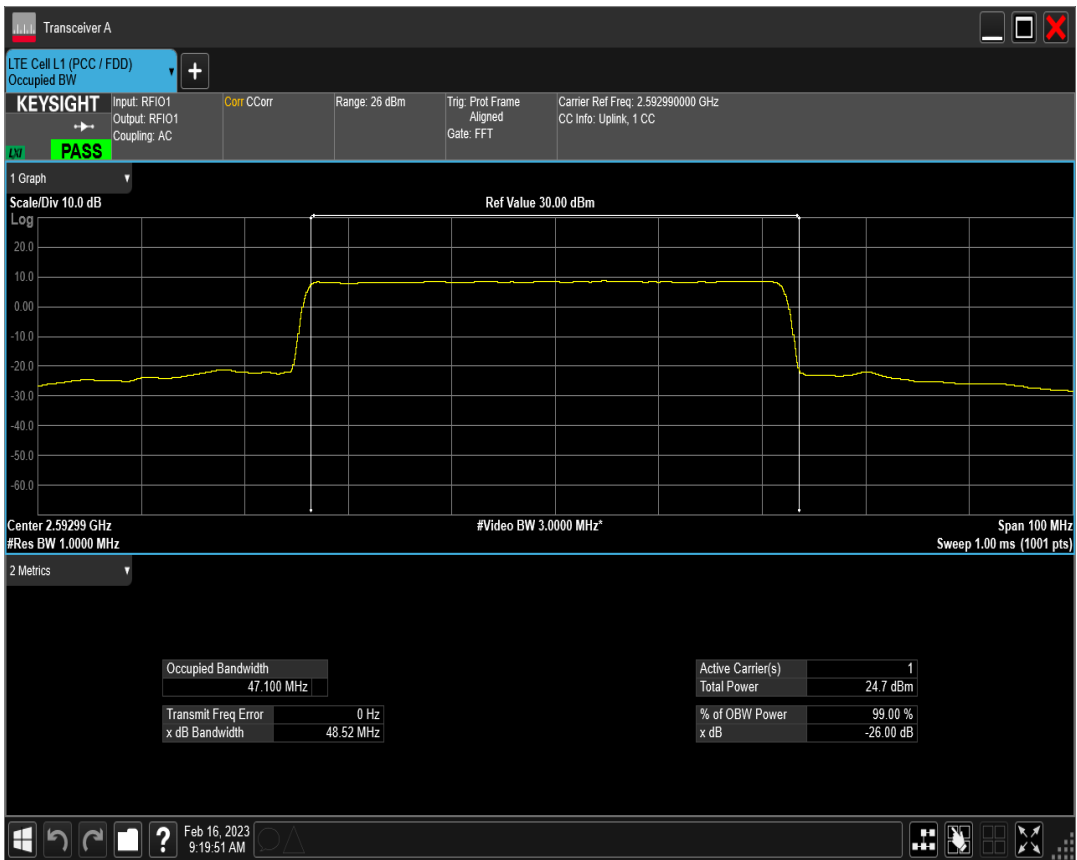 Transceiver A
LTE Cell L1 (PCC / FDD)
Occupied BW
+
KEYSIGHT
LXI
PASS
Input: RFIO1
Output: RFIO1
Coupling: AC
Corr CCorr
Range: 26 dBm
Trig: Prot Frame
Aligned
Gate: FFT
Carrier Ref Freq: 2.592990000 GHz
CC Info: Uplink, 1 CC
1 Graph
Scale/Div 10.0 dB
Ref Value 30.00 dBm
Log
20.0
10.0
0.00
-10.0
-20.0
-30.0
-40.0
-50.0
-60.0
Center 2.59299 GHz
#Video BW 3.0000 MHz*
Span 100 MHz
#Res BW 1.0000 MHz
Sweep 1.00 ms (1001 pts)
2 Metrics
Occupied Bandwidth
47.100 MHz
Transmit Freq Error 0 Hz
x dB Bandwidth 48.52 MHz
Active Carrier(s) 1
Total Power 24.7 dBm
% of OBW Power 99.00 %
x dB -26.00 dB
?
Feb 16, 2023
9:19:51 AM